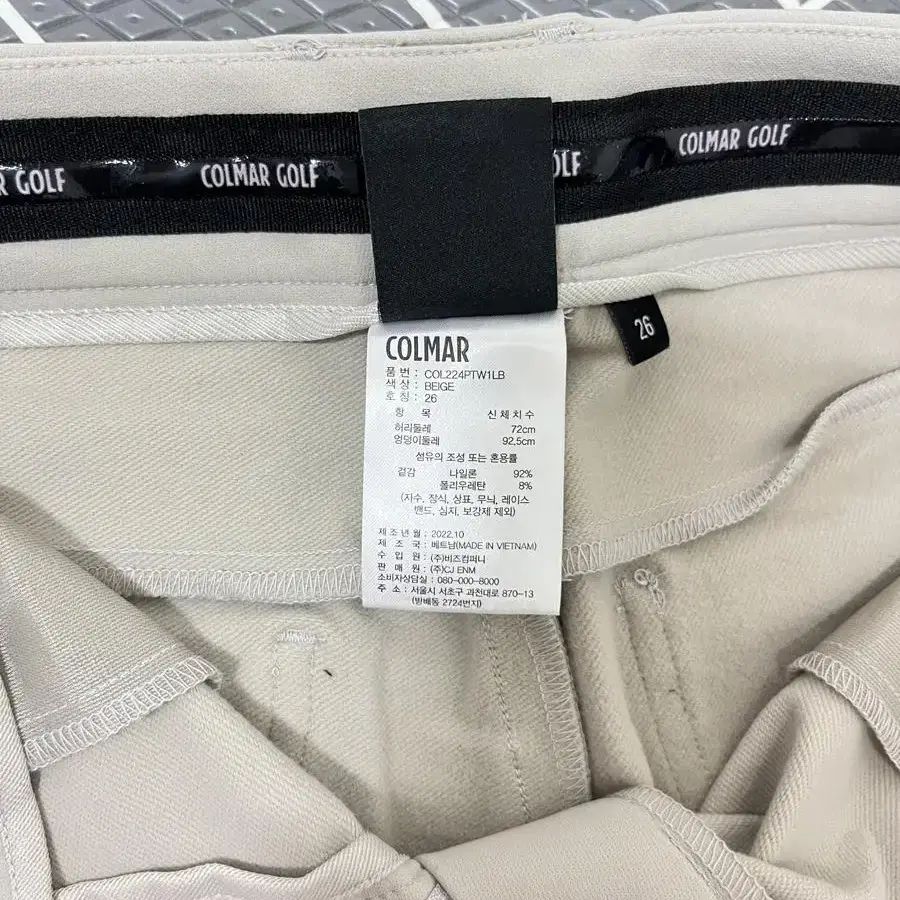 R GOLF
COLMAR GOLF
OLF
COLMAR GOLF
26
COLMAR
품 번 : COL224PTW1LB
색 상 : BEIGE
호 칭 : 26
항 목 신체치수
허리둘레 72cm
엉덩이둘레 92.5cm
섬유의 조성 또는 혼용률
겉감 나일론 92%
폴리우레탄 8%
(자수, 장식, 상표, 무늬, 레이스
밴드, 심지, 보강제 제외)
제조년월 : 2022.10
제 조 국 : 베트남(MADE IN VIETNAM)
수 입 원 : (주)비즈컴퍼니
판 매 원 : (주)CJ ENM
소비자상담실 : 080-000-8000
주 소 : 서울시 서초구 과천대로 870-13
(방배동 2724번지)